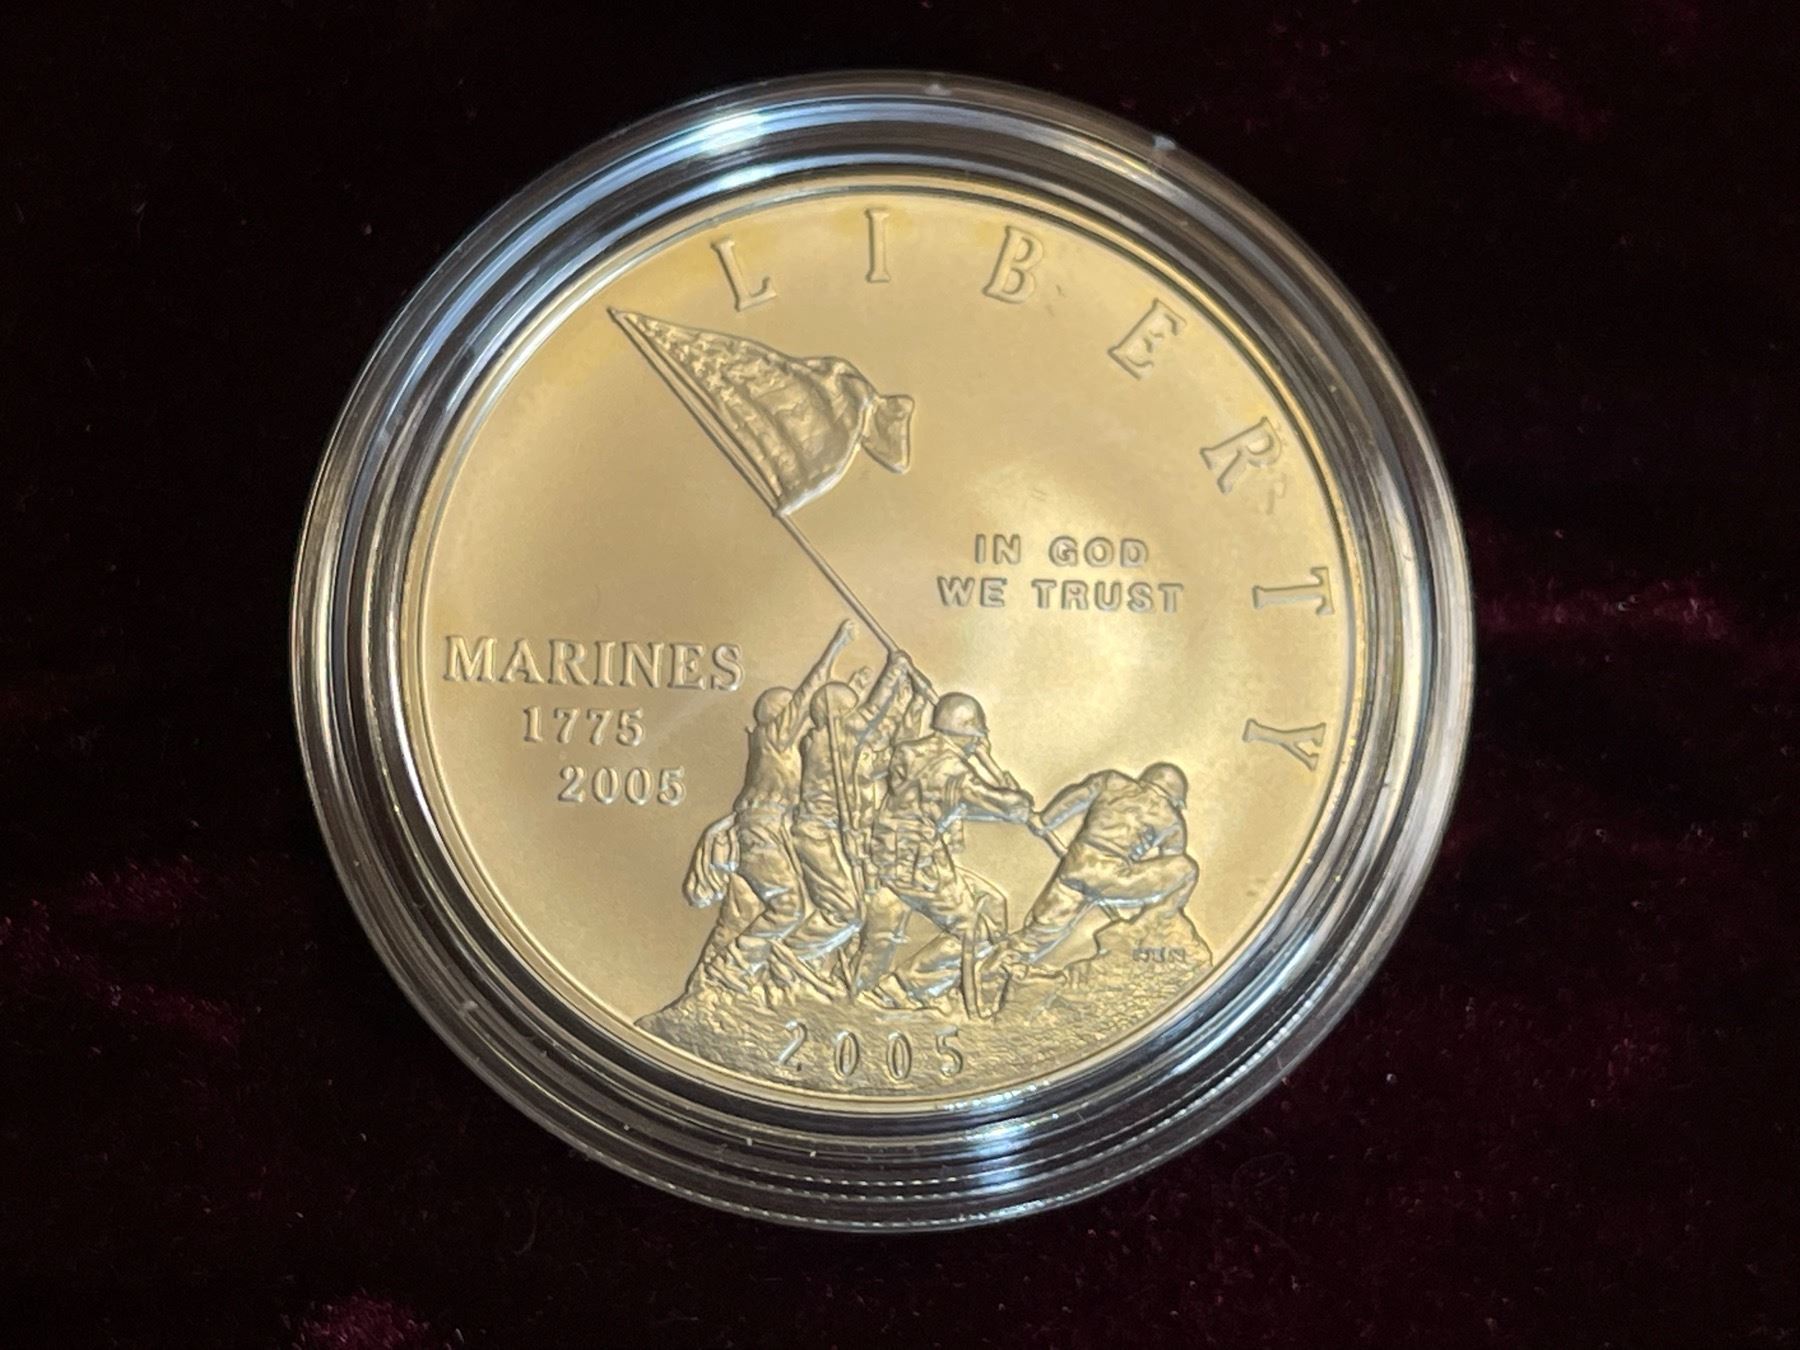 LIBERTY
IN GOD
WE TRUST
MARINES
1775
2005
2005